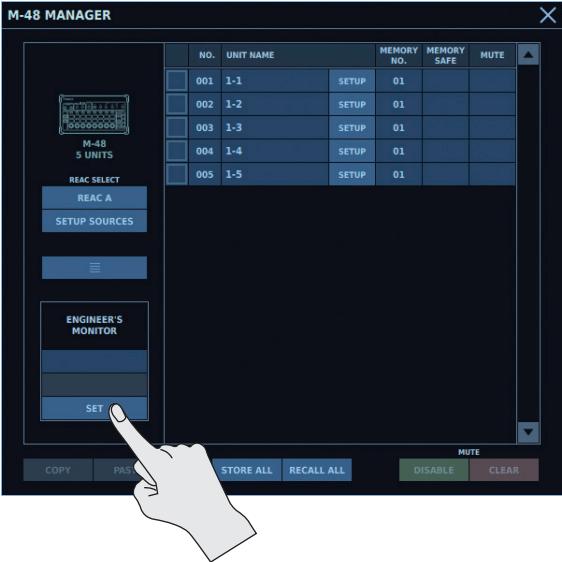 M-48 MANAGER
NO. UNIT NAME MEMORY NO. MEMORY SAFE MUTE
001 1-1 SETUP 01
002 1-2 SETUP 01
003 1-3 SETUP 01
004 1-4 SETUP 01
005 1-5 SETUP 01
M-48
5 UNITS
REAC SELECT
REAC A
SETUP SOURCES
ENGINEER'S
MONITOR
SET
MUTE
COPY STORE ALL RECALL ALL DISABLE CLEAR